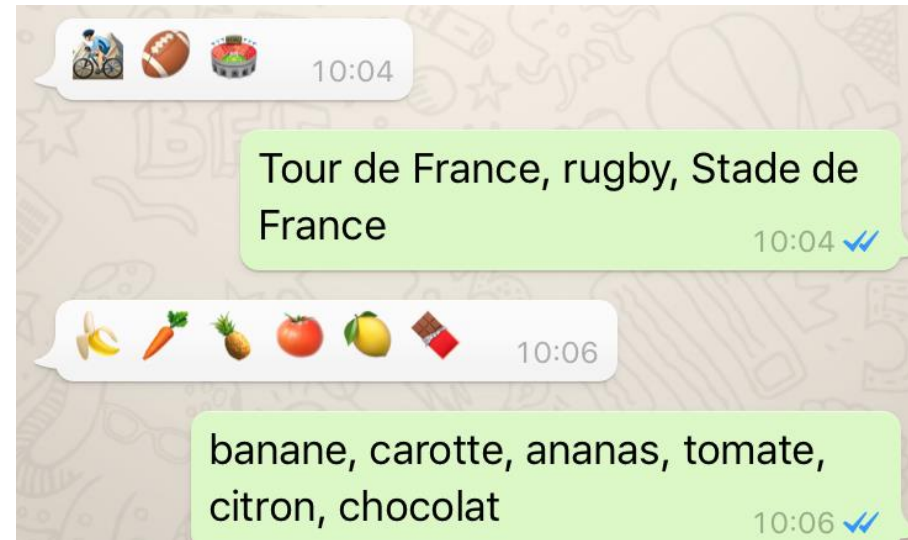 10:04
Tour de France, rugby, Stade de
France
10:04
10:06
banane, carotte, ananas, tomate,
citron, chocolat
10:06